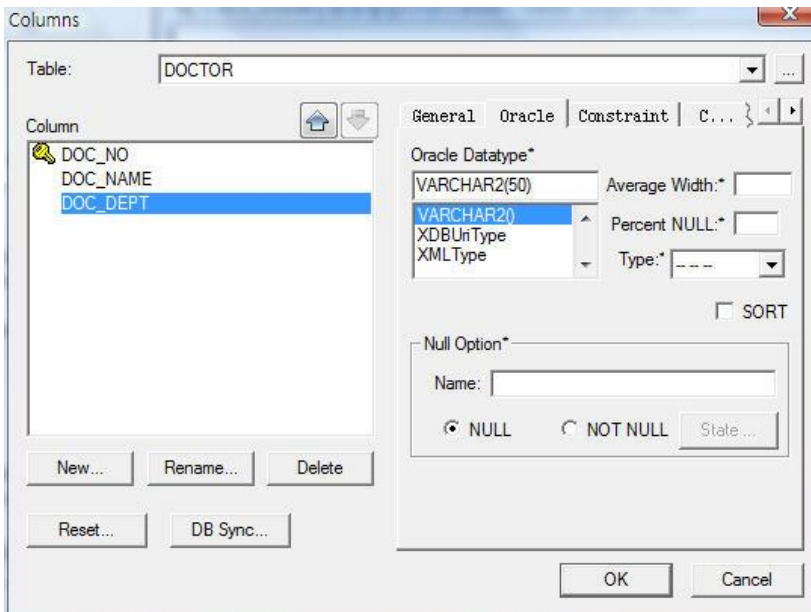 Columns
Table: DOCTOR ...
Column
DOC_NO
DOC_NAME
DOC_DEPT
New... Rename... Delete
Reset... DB Sync...
General Oracle Constraint C...
Oracle Datatype*
VARCHAR2(50) Average Width:*
VARCHAR2()
XDBUriType
XMLType
Percent NULL:*
Type:* _ _ _
SORT
Null Option*
Name:
NULL NOT NULL State ...
OK Cancel